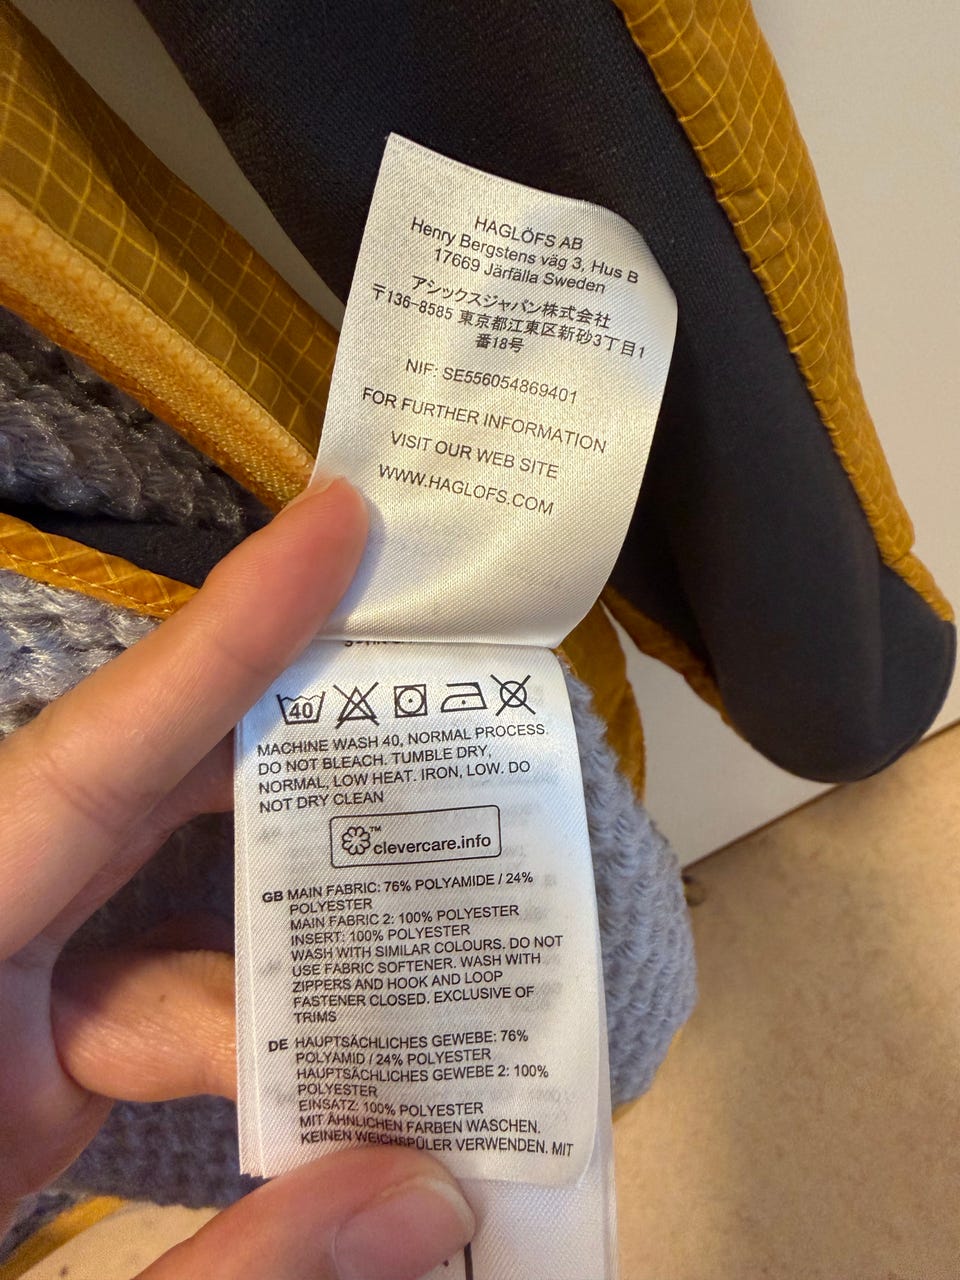 HAGLÖFS AB
Henry Bergstens väg 3, Hus B
17669 Järfälla Sweden
アシックスジャパン株式会社
〒136-8585 東京都江東区新砂3丁目1
番18号
NIF: SE556054869401
FOR FURTHER INFORMATION
VISIT OUR WEB SITE
WWW.HAGLOFS.COM
40
MACHINE WASH 40, NORMAL PROCESS.
DO NOT BLEACH. TUMBLE DRY,
NORMAL, LOW HEAT. IRON, LOW. DO
NOT DRY CLEAN
™
clevercare.info
GB MAIN FABRIC: 76% POLYAMIDE / 24%
POLYESTER
MAIN FABRIC 2: 100% POLYESTER
INSERT: 100% POLYESTER
WASH WITH SIMILAR COLOURS. DO NOT
USE FABRIC SOFTENER. WASH WITH
ZIPPERS AND HOOK AND LOOP
FASTENER CLOSED. EXCLUSIVE OF
TRIMS
DE HAUPTSÄCHLICHES GEWEBE: 76%
POLYAMID / 24% POLYESTER
HAUPTSÄCHLICHES GEWEBE 2: 100%
POLYESTER
EINSATZ: 100% POLYESTER
MIT ÄHNLICHEN FARBEN WASCHEN.
KEINEN WEICHSPÜLER VERWENDEN. MIT